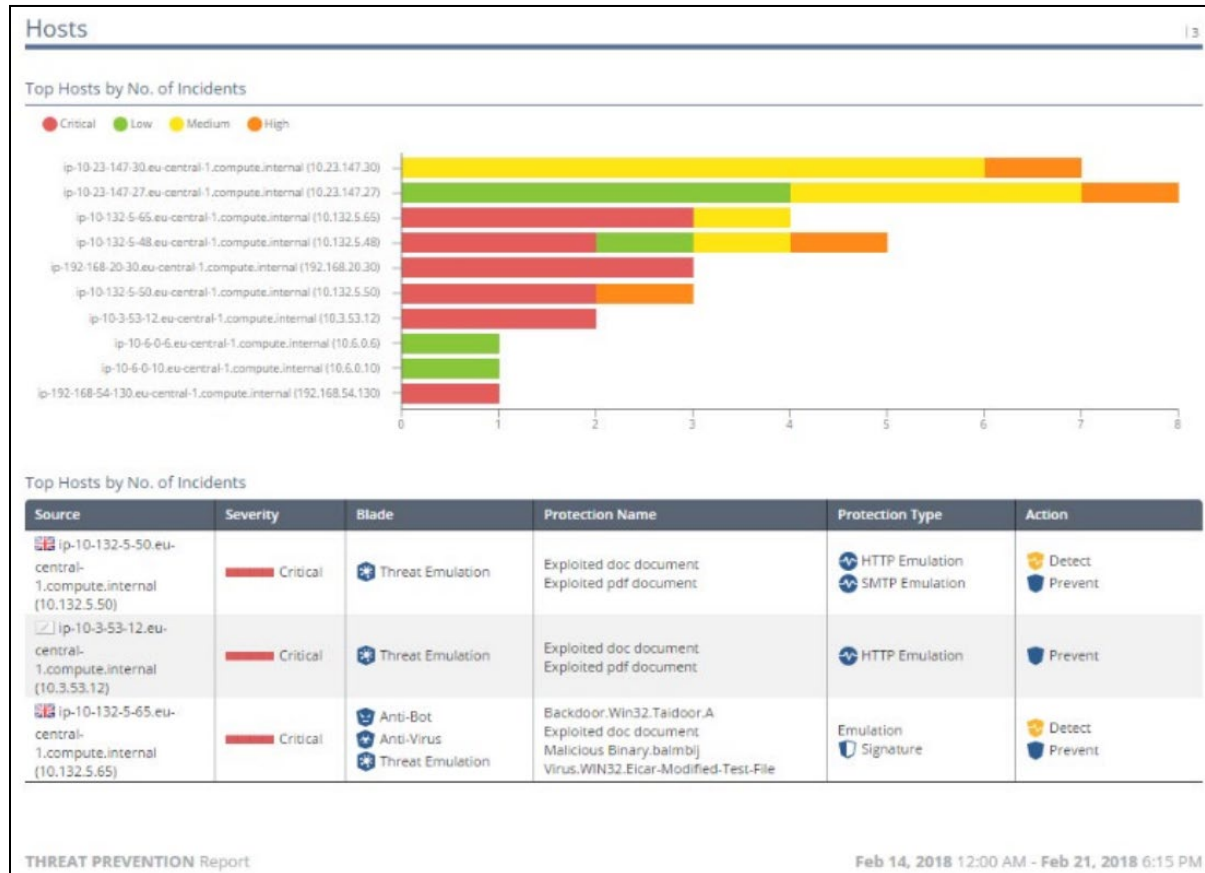 Hosts
| 3
Top Hosts by No. of Incidents
Critical Low Medium High
ip-10-23-147-30.eu-central-1.compute.internal (10.23.147.30)
ip-10-23-147-27.eu-central-1.compute.internal (10.23.147.27)
ip-10-132-5-65.eu-central-1.compute.internal (10.132.5.65)
ip-10-132-5-48.eu-central-1.compute.internal (10.132.5.48)
ip-192-168-20-30.eu-central-1.compute.internal (192.168.20.30)
ip-10-132-5-50.eu-central-1.compute.internal (10.132.5.50)
ip-10-3-53-12.eu-central-1.compute.internal (10.3.53.12)
ip-10-6-0-6.eu-central-1.compute.internal (10.6.0.6)
ip-10-6-0-10.eu-central-1.compute.internal (10.6.0.10)
ip-192-168-54-130.eu-central-1.compute.internal (192.168.54.130)
0 1 2 3 4 5 6 7 8
Top Hosts by No. of Incidents
Source Severity Blade Protection Name Protection Type Action
ip-10-132-5-50.eu-
central-
1.compute.internal
(10.132.5.50)
Critical
Threat Emulation
Exploited doc document
Exploited pdf document
HTTP Emulation
SMTP Emulation
Detect
Prevent
ip-10-3-53-12.eu-
central-
1.compute.internal
(10.3.53.12)
Critical
Threat Emulation
Exploited doc document
Exploited pdf document
HTTP Emulation
Prevent
ip-10-132-5-65.eu-
central-
1.compute.internal
(10.132.5.65)
Critical
Anti-Bot
Anti-Virus
Threat Emulation
Backdoor.Win32.Taidoor.A
Exploited doc document
Malicious Binary.balmblj
Virus.WIN32.Eicar-Modified-Test-File
Emulation
Signature
Detect
Prevent
THREAT PREVENTION Report
Feb 14, 2018 12:00 AM - Feb 21, 2018 6:15 PM